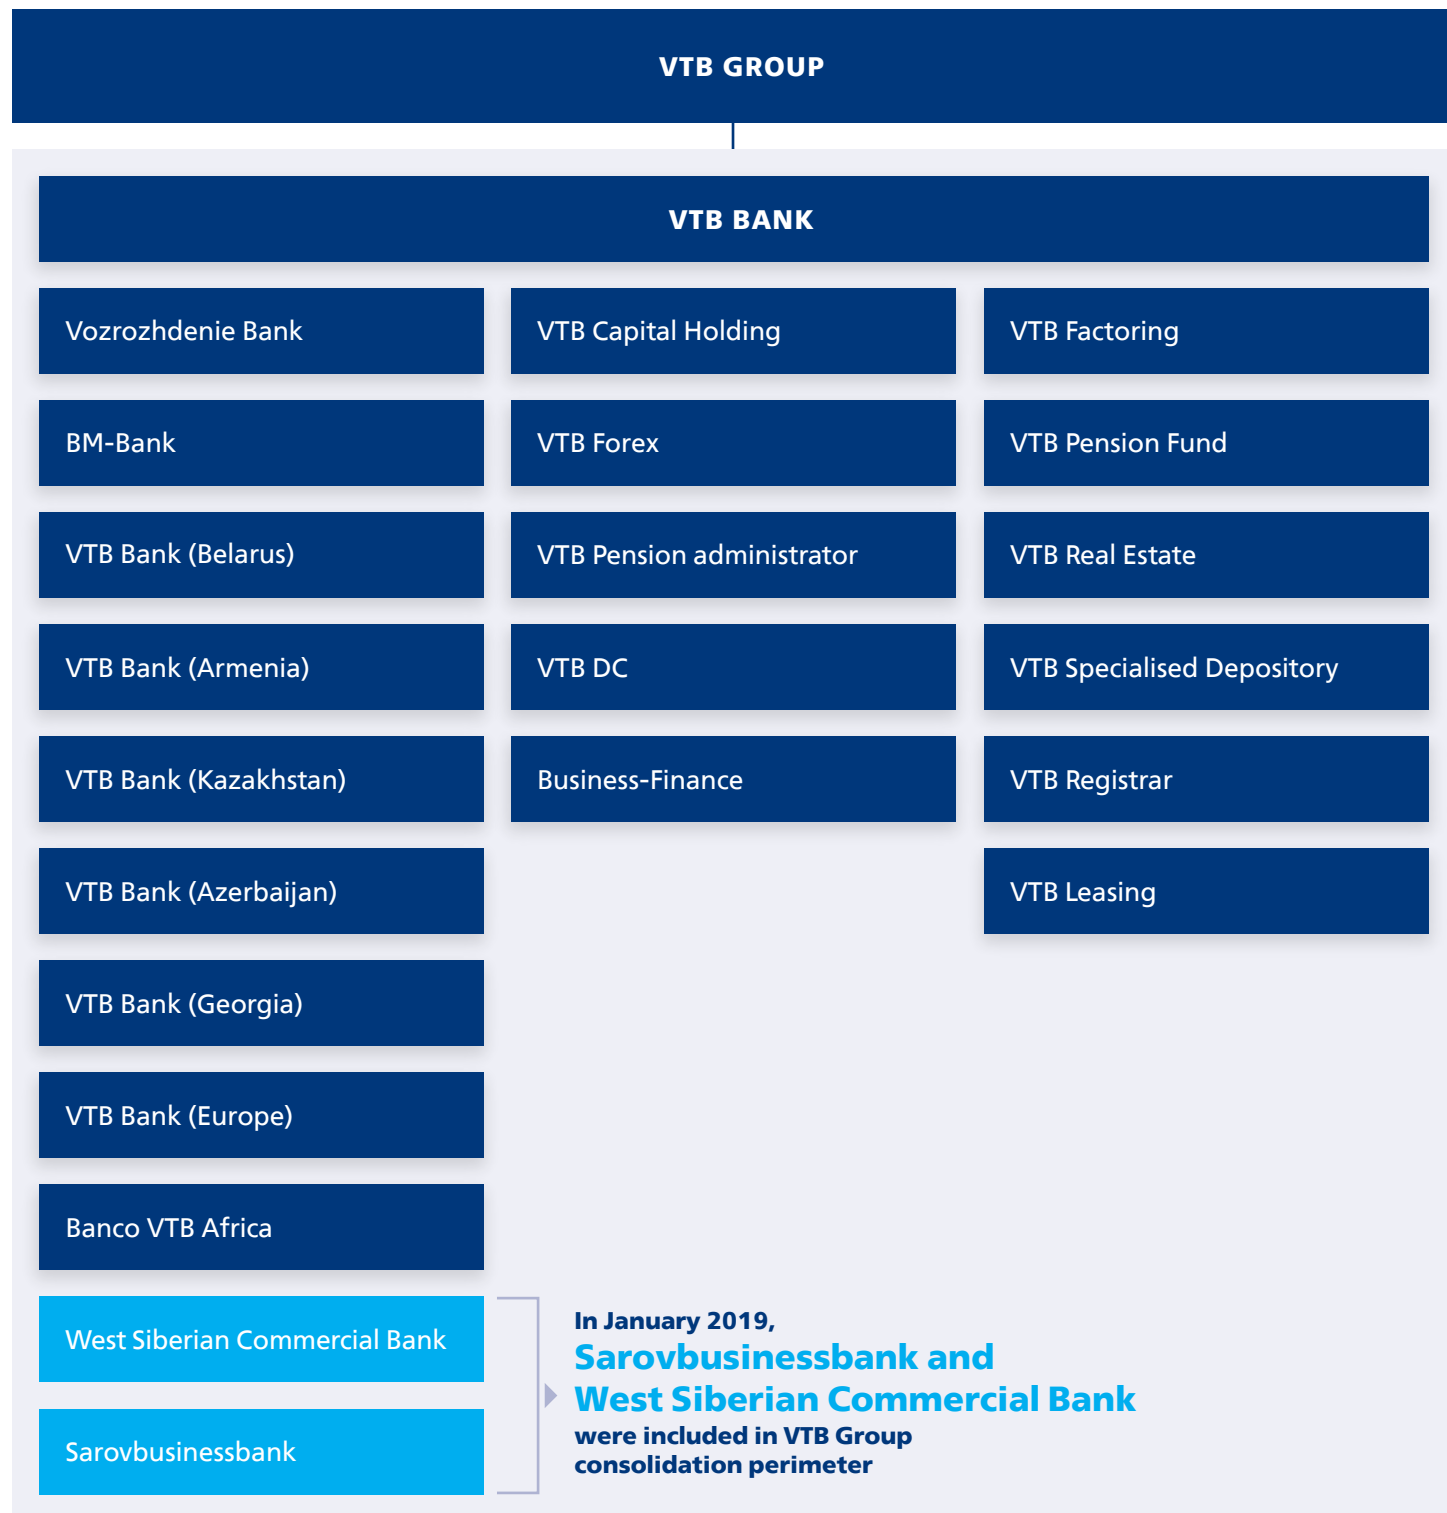 VTB GROUP
VTB BANK
Vozrozhdenie Bank
BM-Bank
VTB Bank (Belarus)
VTB Bank (Armenia)
VTB Bank (Kazakhstan)
VTB Bank (Azerbaijan)
VTB Bank (Georgia)
VTB Bank (Europe)
Banco VTB Africa
West Siberian Commercial Bank
Sarovbusinessbank
VTB Capital Holding
VTB Forex
VTB Pension administrator
VTB DC
Business-Finance
VTB Factoring
VTB Pension Fund
VTB Real Estate
VTB Specialised Depository
VTB Registrar
VTB Leasing
In January 2019,
Sarovbusinessbank and
West Siberian Commercial Bank
were included in VTB Group
consolidation perimeter